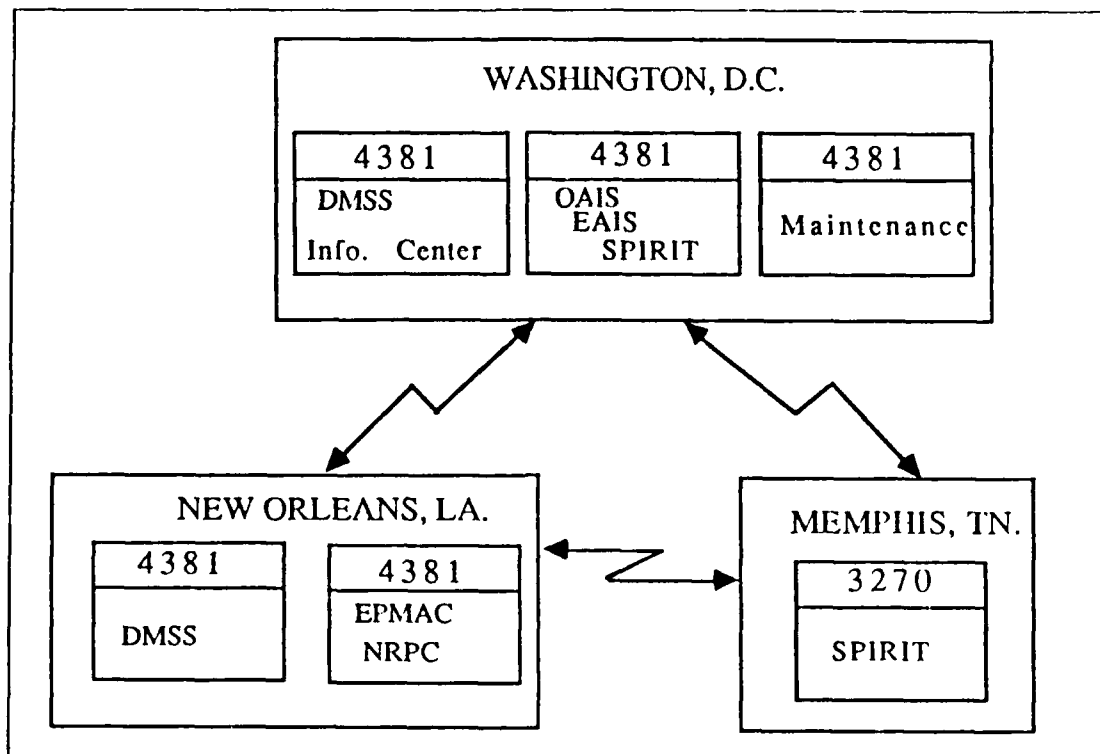 WASHINGTON, D.C.
4381
DMSS
Info. Center
4381
OAIS
EAIS
SPIRIT
4381
Maintenance
NEW ORLEANS, LA.
4381
DMSS
4381
EPMAC
NRPC
MEMPHIS, TN.
3270
SPIRIT